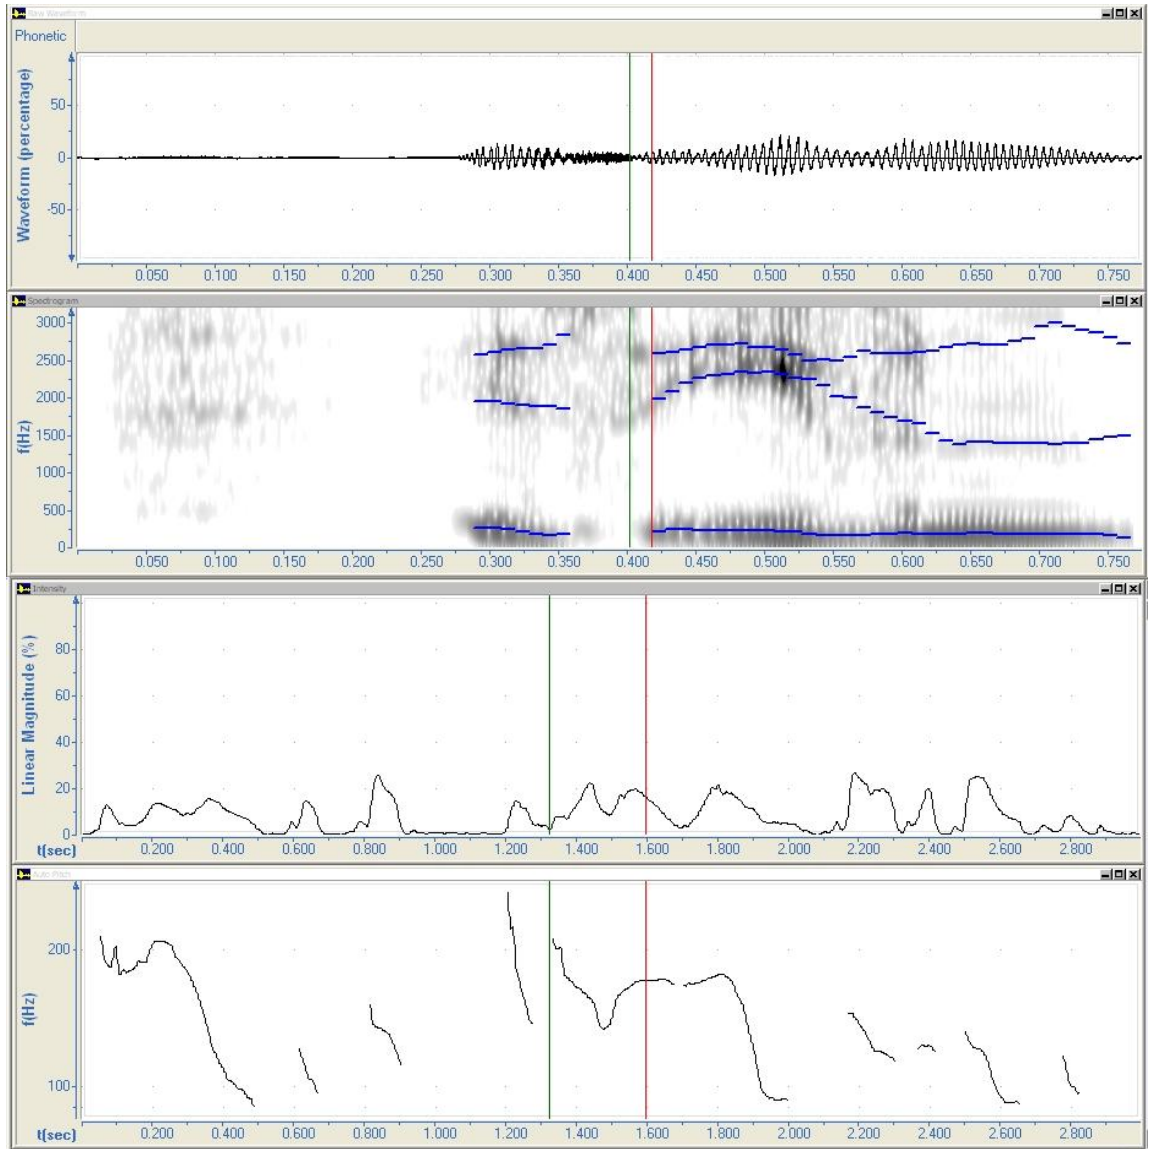 Raw Waveform
Phonetic
Waveform (percentage)
50
0
-50
0.050 0.100 0.150 0.200 0.250 0.300 0.350 0.400 0.450 0.500 0.550 0.600 0.650 0.700 0.750
Spectrogram
f(Hz)
3000
2500
2000
1500
1000
500
0
0.050 0.100 0.150 0.200 0.250 0.300 0.350 0.400 0.450 0.500 0.550 0.600 0.650 0.700 0.750
Intensity
Linear Magnitude (%)
80
60
40
20
0
t(sec) 0.200 0.400 0.600 0.800 1.000 1.200 1.400 1.600 1.800 2.000 2.200 2.400 2.600 2.800
Auto Pitch
f(Hz)
200
100
t(sec) 0.200 0.400 0.600 0.800 1.000 1.200 1.400 1.600 1.800 2.000 2.200 2.400 2.600 2.800